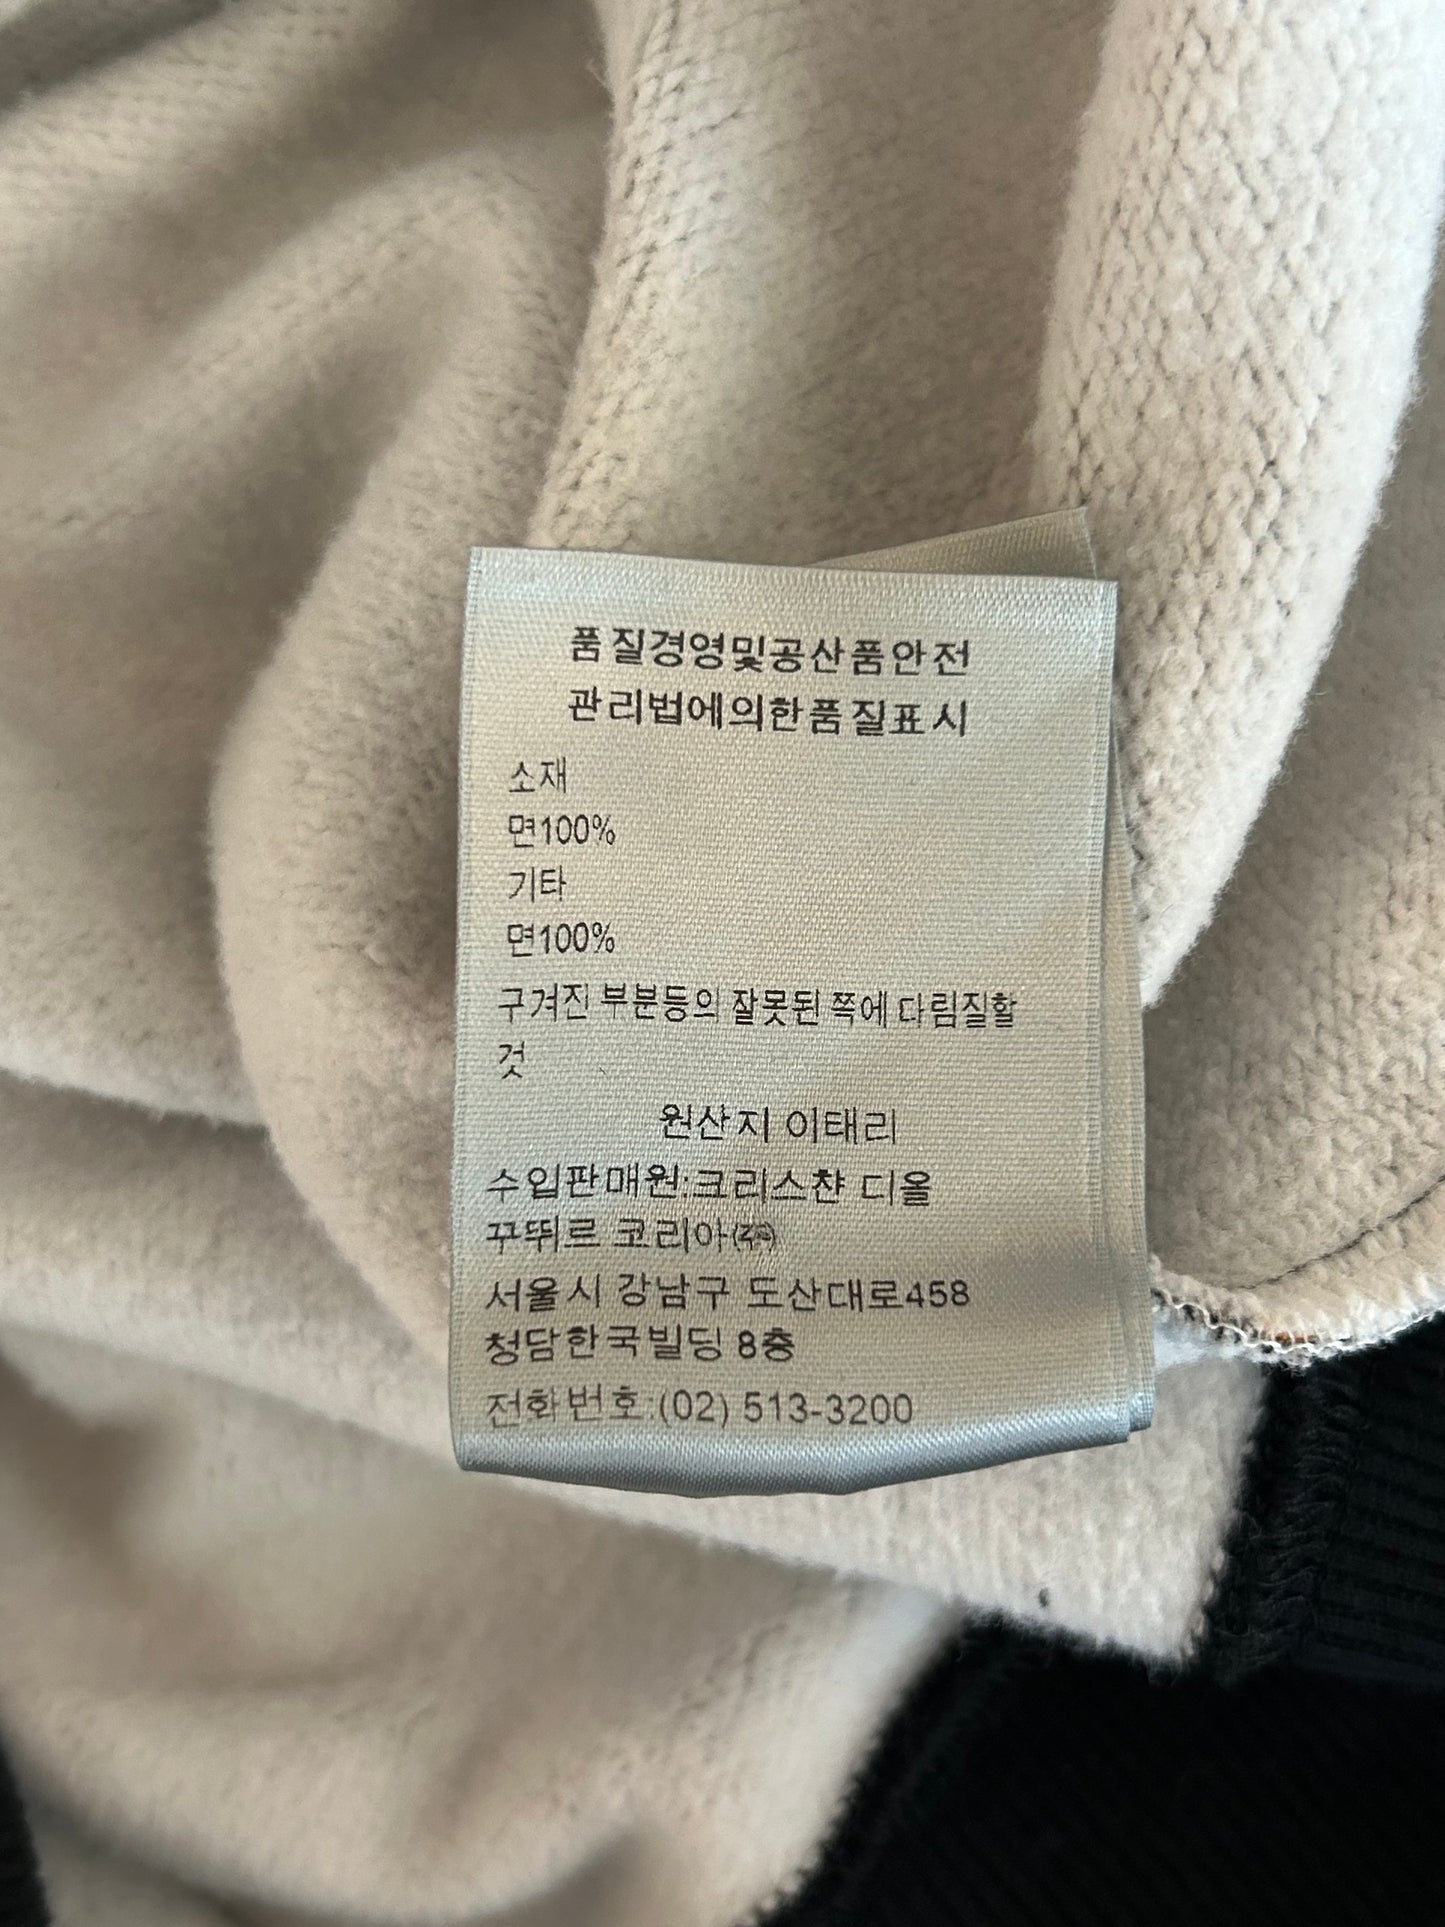 품질경영및공산품안전
관리법에의한품질표시
소재
면100%
기타
면100%
구겨진 부분등의 잘못된 쪽에 다림질할
것
원산지 이태리
수입판매원:크리스챤 디올
꾸뛰르 코리아㈜
서울시 강남구 도산대로458
청담한국빌딩 8층
전화번호:(02) 513-3200